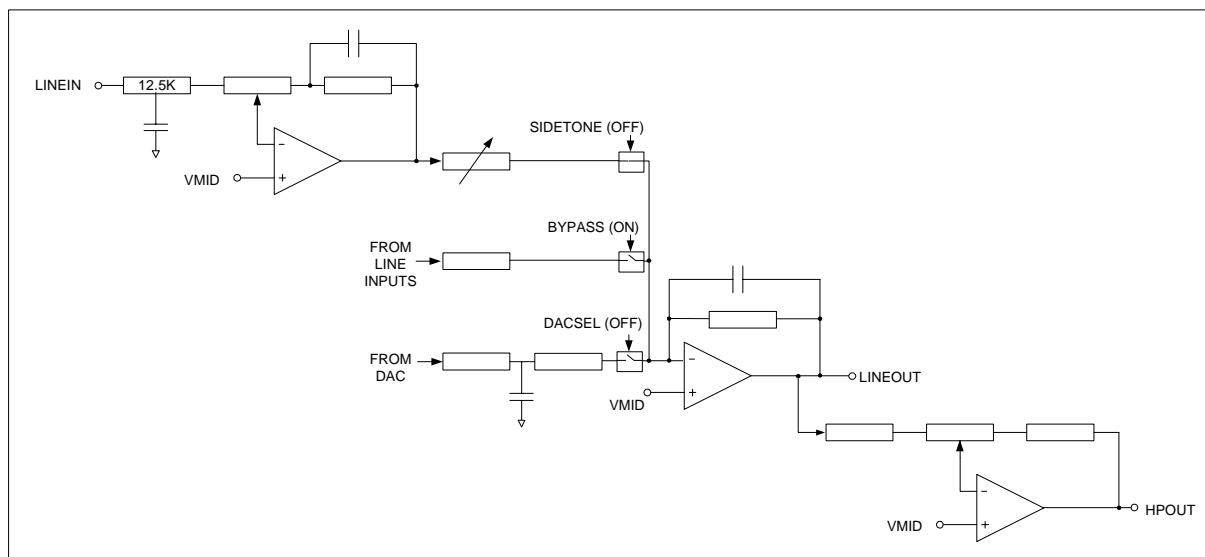 LINEIN
12.5K
−
+
VMID
SIDETONE (OFF)
BYPASS (ON)
FROM
LINE
INPUTS
DACSEL (OFF)
FROM
DAC
−
+
VMID
LINEOUT
−
+
VMID
HPOUT